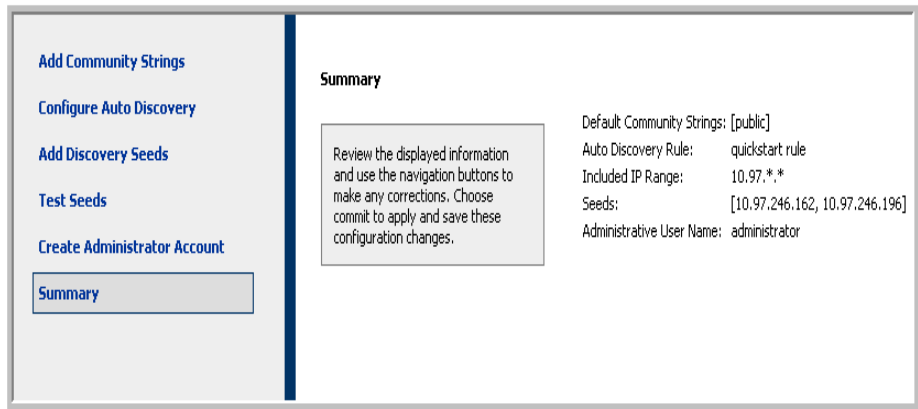 Add Community Strings
Configure Auto Discovery
Add Discovery Seeds
Test Seeds
Create Administrator Account
Summary
Summary
Review the displayed information
and use the navigation buttons to
make any corrections. Choose
commit to apply and save these
configuration changes.
Default Community Strings: [public]
Auto Discovery Rule: quickstart rule
Included IP Range: 10.97.*.*
Seeds: [10.97.246.162, 10.97.246.196]
Administrative User Name: administrator